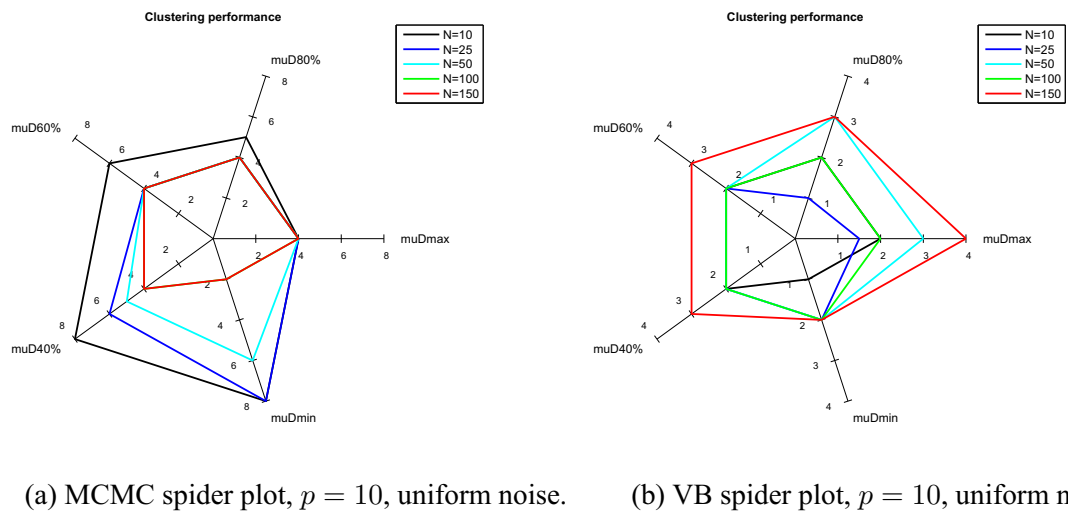 Clustering performance
N=10
N=25
N=50
N=100
N=150
muD80%
8
6
4
2
muD60%
8
6
4
2
muDmax
2
4
6
8
muD40%
8
6
4
2
muDmin
8
6
4
2
(a) MCMC spider plot, p = 10, uniform noise.
Clustering performance
N=10
N=25
N=50
N=100
N=150
muD80%
4
3
2
1
muD60%
4
3
2
1
muDmax
1
2
3
4
muD40%
4
3
2
1
muDmin
4
3
2
1
(b) VB spider plot, p = 10, uniform n